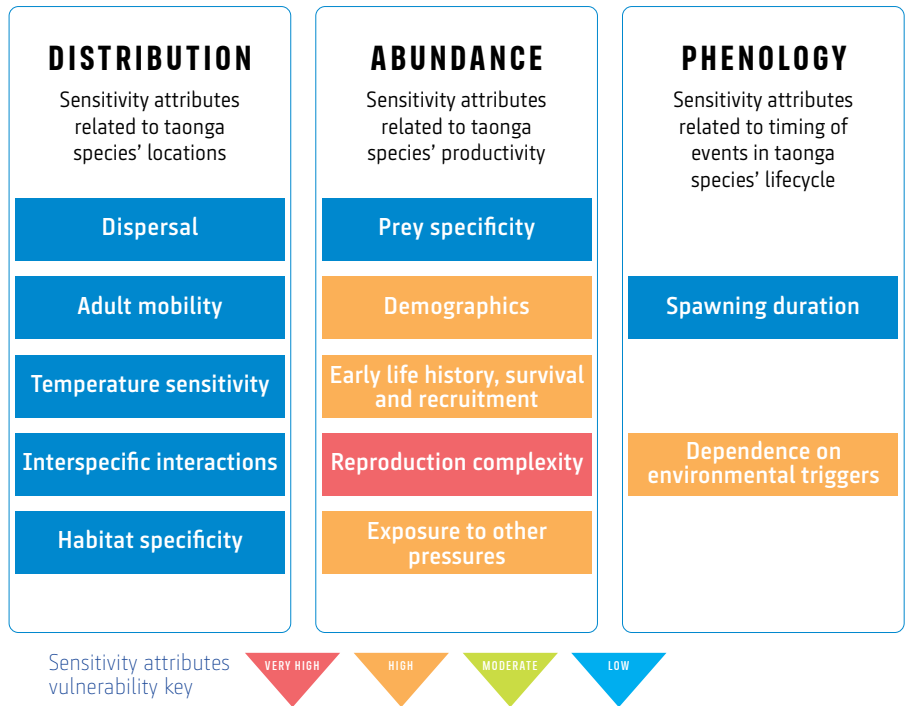 DISTRIBUTION
Sensitivity attributes
related to taonga
species’ locations
Dispersal
Adult mobility
Temperature sensitivity
Interspecific interactions
Habitat specificity
ABUNDANCE
Sensitivity attributes
related to taonga
species’ productivity
Prey specificity
Demographics
Early life history, survival
and recruitment
Reproduction complexity
Exposure to other
pressures
PHENOLOGY
Sensitivity attributes
related to timing of
events in taonga
species’ lifecycle
Spawning duration
Dependence on
environmental triggers
Sensitivity attributes
vulnerability key
VERY HIGH
HIGH
MODERATE
LOW